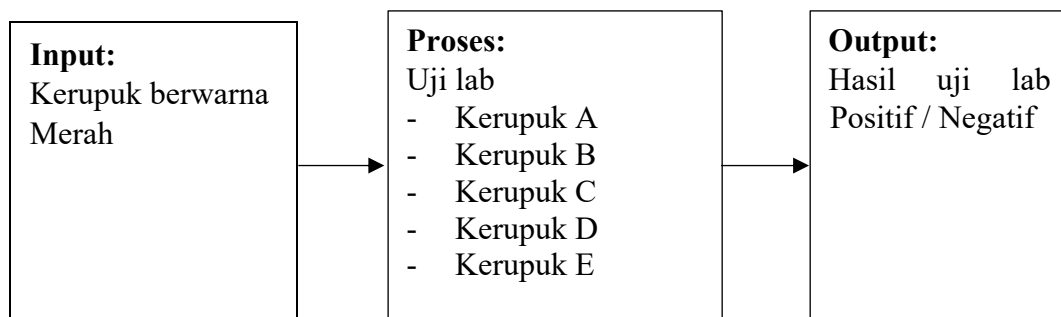 Input:
Kerupuk berwarna
Merah
Proses:
Uji lab
- Kerupuk A
- Kerupuk B
- Kerupuk C
- Kerupuk D
- Kerupuk E
Output:
Hasil uji lab
Positif / Negatif